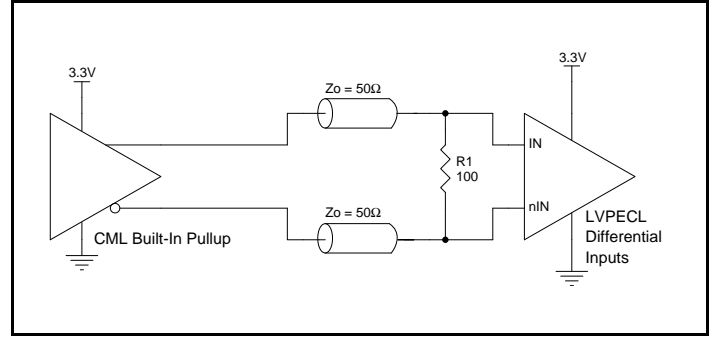 3.3V
3.3V
Zo = 50Ω
IN
R1
100
nIN
Zo = 50Ω
CML Built-In Pullup
LVPECL
Differential
Inputs